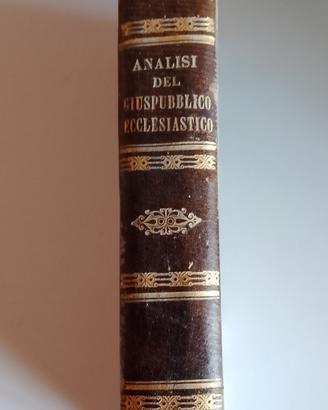 ANALISI
DEL
GIUSPUBBLICO
ECCLESIASTICO